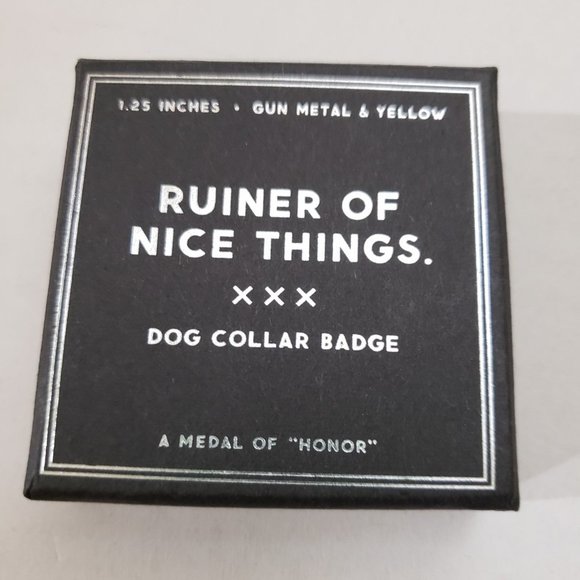 1.25 INCHES • GUN METAL & YELLOW
RUINER OF
NICE THINGS.
×××
DOG COLLAR BADGE
A MEDAL OF "HONOR"